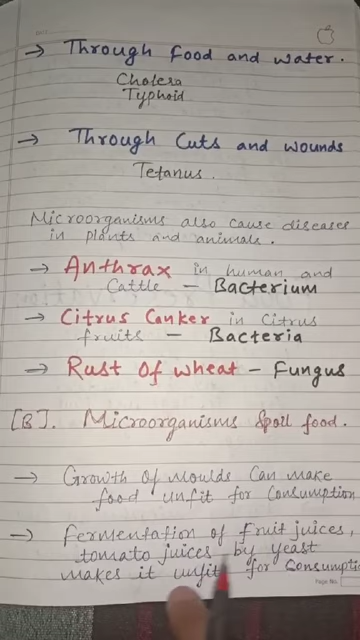 → Through food and water.
Cholera
Typhoid
→ Through Cuts and wounds
Tetanus.
Microorganisms also cause diseases
in plants and animals.
→ Anthrax in human and
Cattle - Bacterium
→ Citrus Canker in Citrus
fruits - Bacteria
→ Rust Of wheat - Fungus
[B]. Microorganisms Spoil food.
→ Growth Of Moulds Can make
food unfit for Consumption
→ Fermentation of fruit juices,
tomato juices by yeast
makes it unfit for Consumptio
Page No.